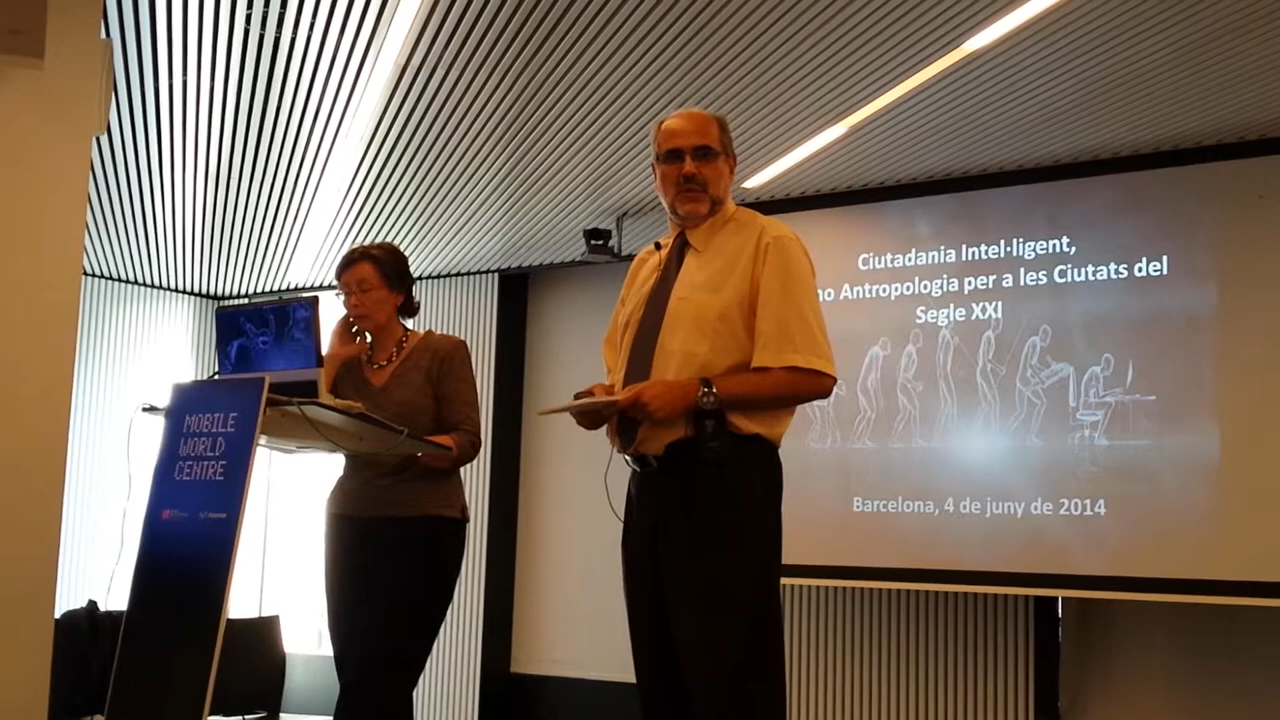 MOBILE
WORLD
CENTRE
Ciutadania Intel·ligent,
Antropologia per a les Ciutats del
Segle XXI
Barcelona, 4 de juny de 2014